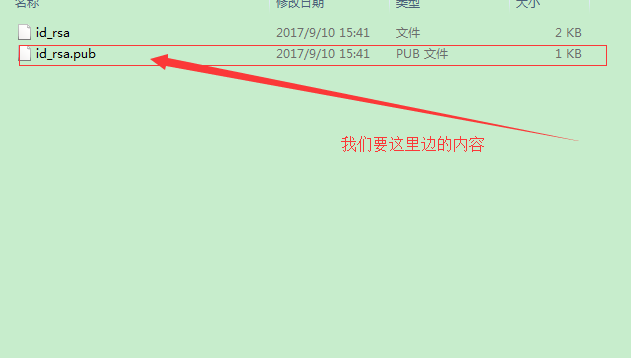 名称 修改日期 类型 大小
id_rsa 2017/9/10 15:41 文件 2 KB
id_rsa.pub 2017/9/10 15:41 PUB 文件 1 KB
我们要这里边的内容